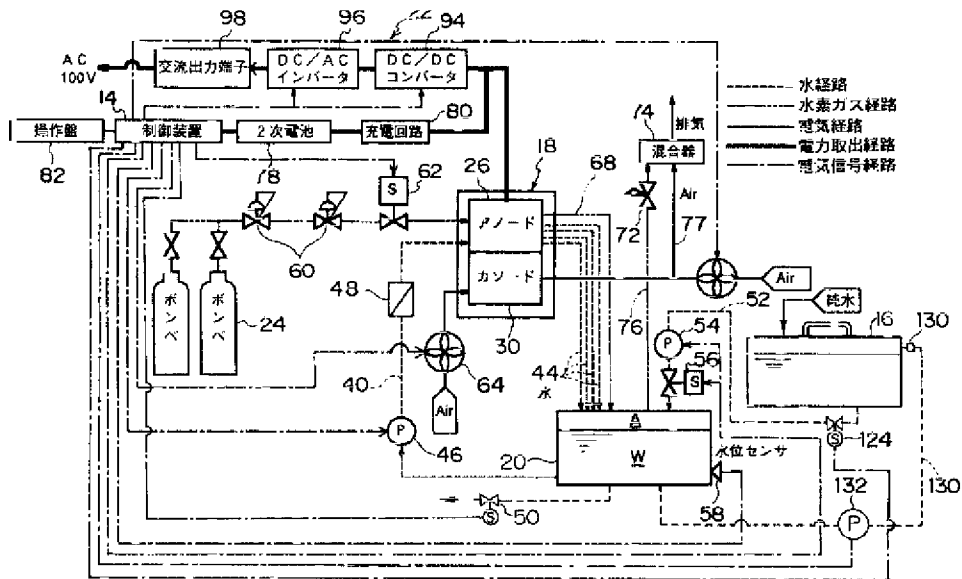 98
96
94
AC
100V
交流出力端子
DC/AC
インバータ
DC/DC
コンバータ
14
操作盤
制御装置
2次電池
充電回路
80
82
78
62
S
26
18
68
74
排気
混合器
水経路
水素ガス経路
電気経路
電力取出経路
電気信号経路
アノード
カソード
72
Air
77
60
ボンベ
ボンベ
24
48
30
76
Air
52
純水
54
P
16
130
56
S
64
40
Air
44
水
P
46
20
A
W
水位センサ
58
S
124
50
S
132
P
130